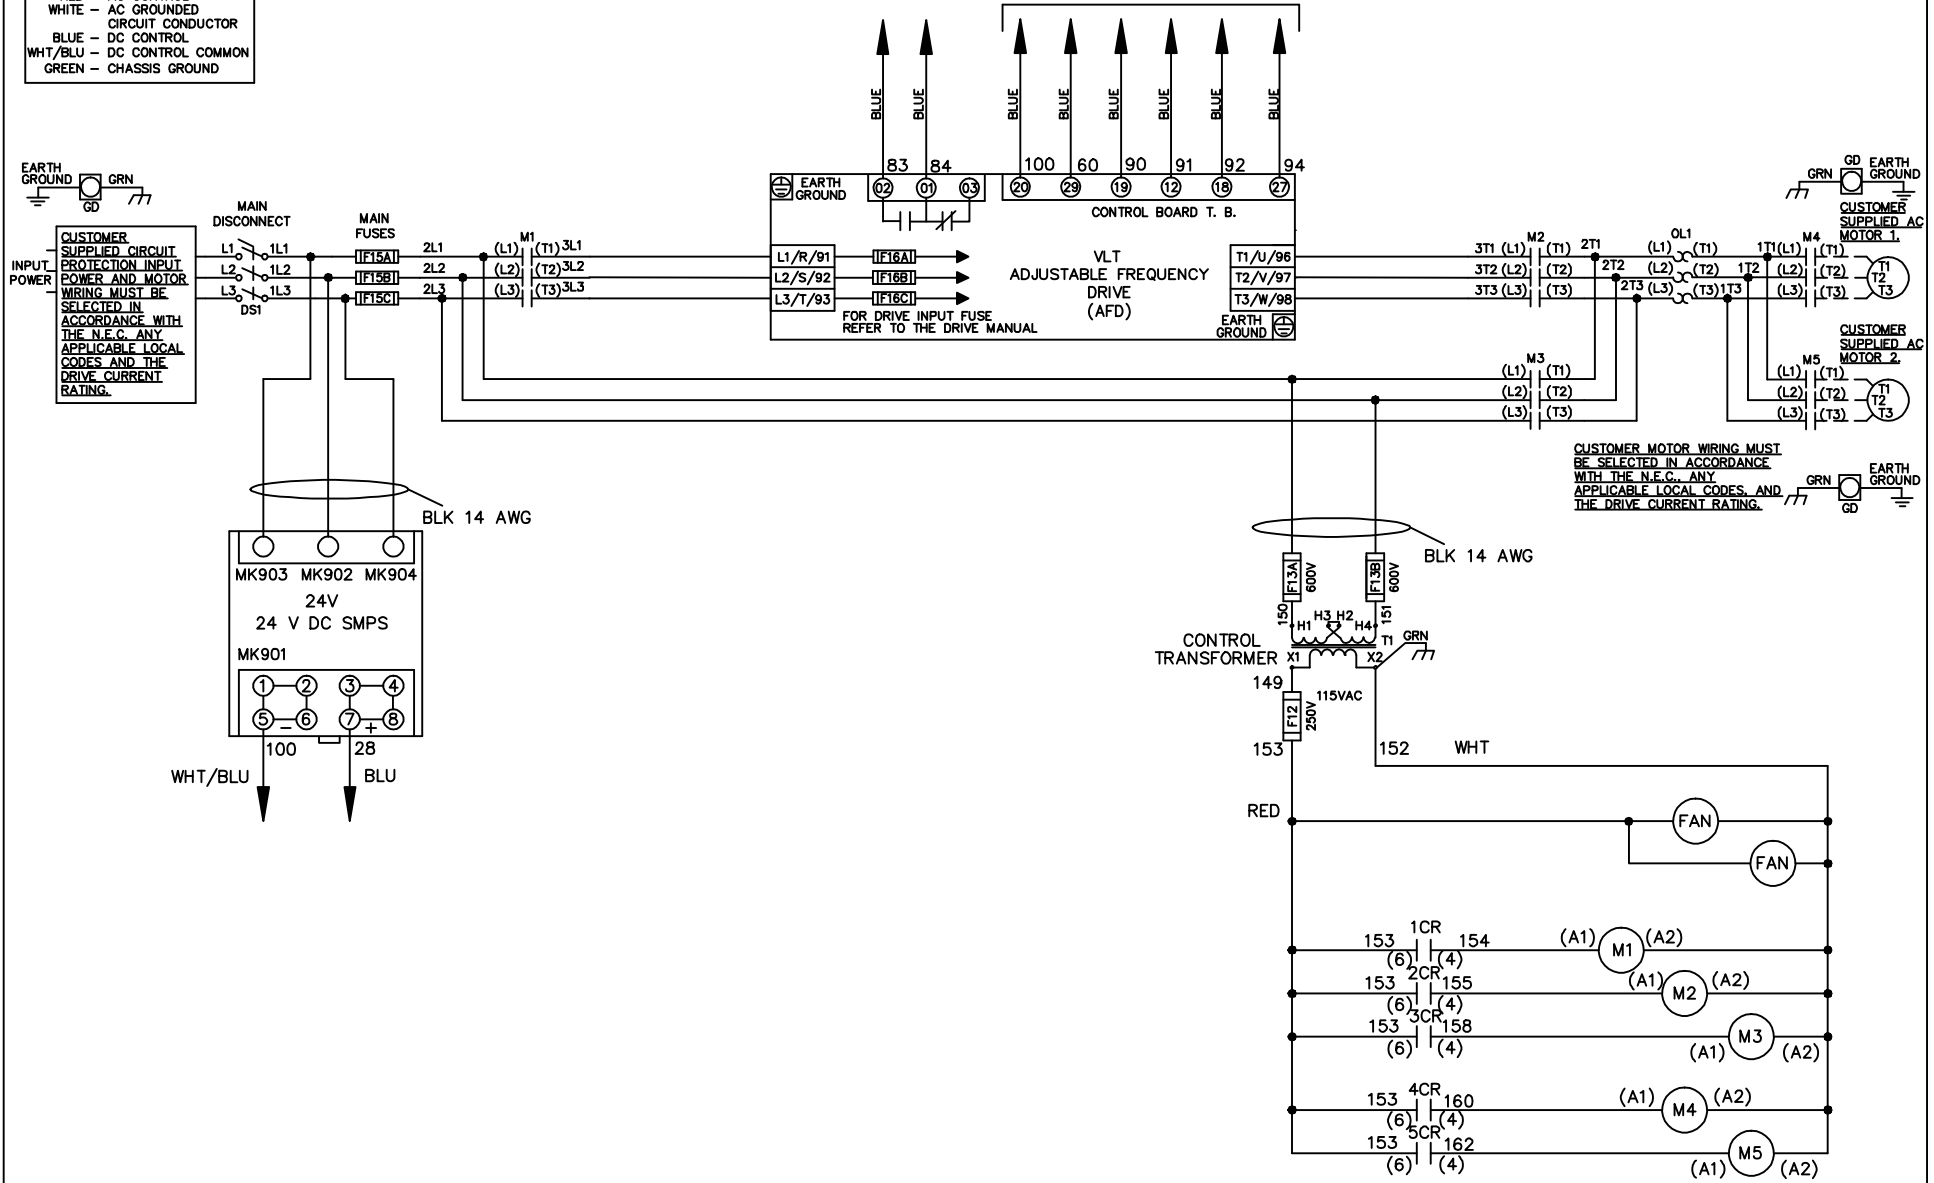 WHITE – AC GROUNDED
CIRCUIT CONDUCTOR
BLUE – DC CONTROL
WHT/BLU – DC CONTROL COMMON
GREEN – CHASSIS GROUND
BLUE BLUE BLUE BLUE BLUE BLUE BLUE BLUE
83 84 100 60 90 91 92 94
EARTH
GROUND
GRN
GD
EARTH
GROUND
02 01 03 20 29 19 12 18 27
CONTROL BOARD T. B.
GD
EARTH
GROUND
GRN
CUSTOMER
SUPPLIED AC
MOTOR 1.
MAIN
DISCONNECT
MAIN
FUSES
INPUT
POWER
CUSTOMER
SUPPLIED CIRCUIT
PROTECTION INPUT
POWER AND MOTOR
WIRING MUST BE
SELECTED IN
ACCORDANCE WITH
THE N.E.C. ANY
APPLICABLE LOCAL
CODES AND THE
DRIVE CURRENT
RATING.
L1 1L1 F15A 2L1 (L1) M1 (T1) 3L1
L2 1L2 F15B 2L2 (L2) (T2) 3L2
L3 1L3 F15C 2L3 (L3) (T3) 3L3
DS1
L1/R/91 F16A
L2/S/92 F16B
L3/T/93 F16C
VLT
ADJUSTABLE FREQUENCY
DRIVE
(AFD)
FOR DRIVE INPUT FUSE
REFER TO THE DRIVE MANUAL
T1/U/96
T2/V/97
T3/W/98
EARTH
GROUND
M2 OL1 M4
3T1 (L1) (T1) 2T1 (L1) (T1) 1T1 (L1) (T1)
3T2 (L2) (T2) 2T2 (L2) (T2) 1T2 (L2) (T2)
3T3 (L3) (T3) 2T3 (L3) (T3) 1T3 (L3) (T3)
T1
T2
T3
CUSTOMER
SUPPLIED AC
MOTOR 2.
M3 M5
(L1) (T1) (L1) (T1)
(L2) (T2) (L2) (T2)
(L3) (T3) (L3) (T3)
T1
T2
T3
CUSTOMER MOTOR WIRING MUST
BE SELECTED IN ACCORDANCE
WITH THE N.E.C., ANY
APPLICABLE LOCAL CODES, AND
THE DRIVE CURRENT RATING.
GRN
EARTH
GROUND
GD
BLK 14 AWG
MK903 MK902 MK904
24V
24 V DC SMPS
MK901
1 2 3 4
5 – 6 7 + 8
100 28
WHT/BLU BLU
BLK 14 AWG
F13A 600V F13B 600V
150 151
H1 H3 H2 H4
CONTROL
TRANSFORMER
T1 GRN
X1 X2
149 115VAC
F12 250V
153 152 WHT
RED
FAN
FAN
1CR
153 154 (A1) M1 (A2)
(6) (4)
2CR
153 155 (A1) M2 (A2)
(6) (4)
3CR
153 158 M3
(6) (4) (A1) (A2)
4CR
153 160 (A1) M4 (A2)
(6) (4)
5CR
153 162 M5
(6) (4) (A1) (A2)